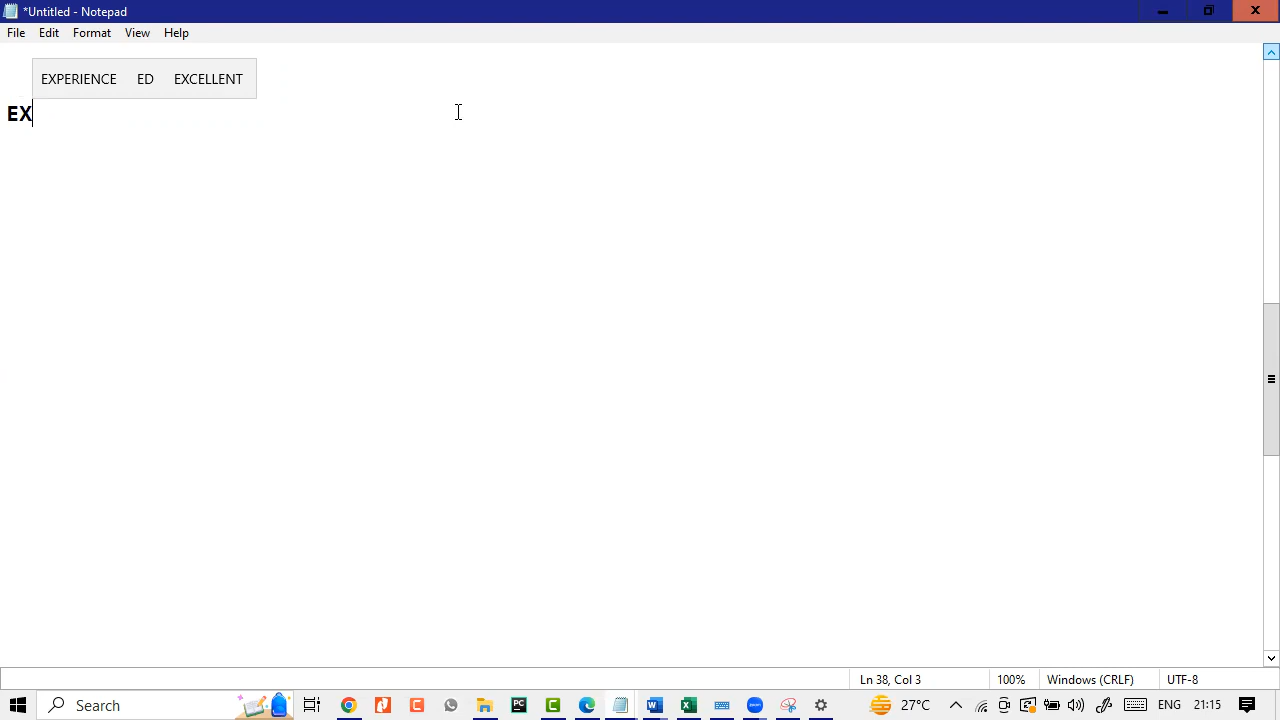 *Untitled - Notepad
File Edit Format View Help
EXPERIENCE ED EXCELLENT
EX
Ln 38, Col 3 100% Windows (CRLF) UTF-8
Search 27°C ENG 21:15